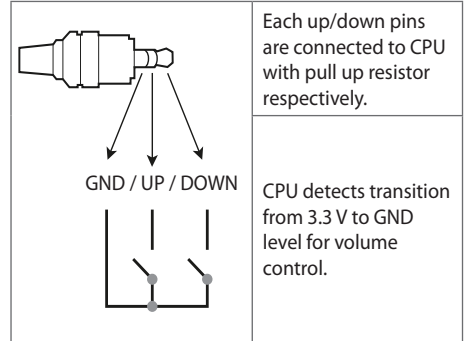 Each up/down pins
are connected to CPU
with pull up resistor
respectively.
GND / UP / DOWN
CPU detects transition
from 3.3 V to GND
level for volume
control.